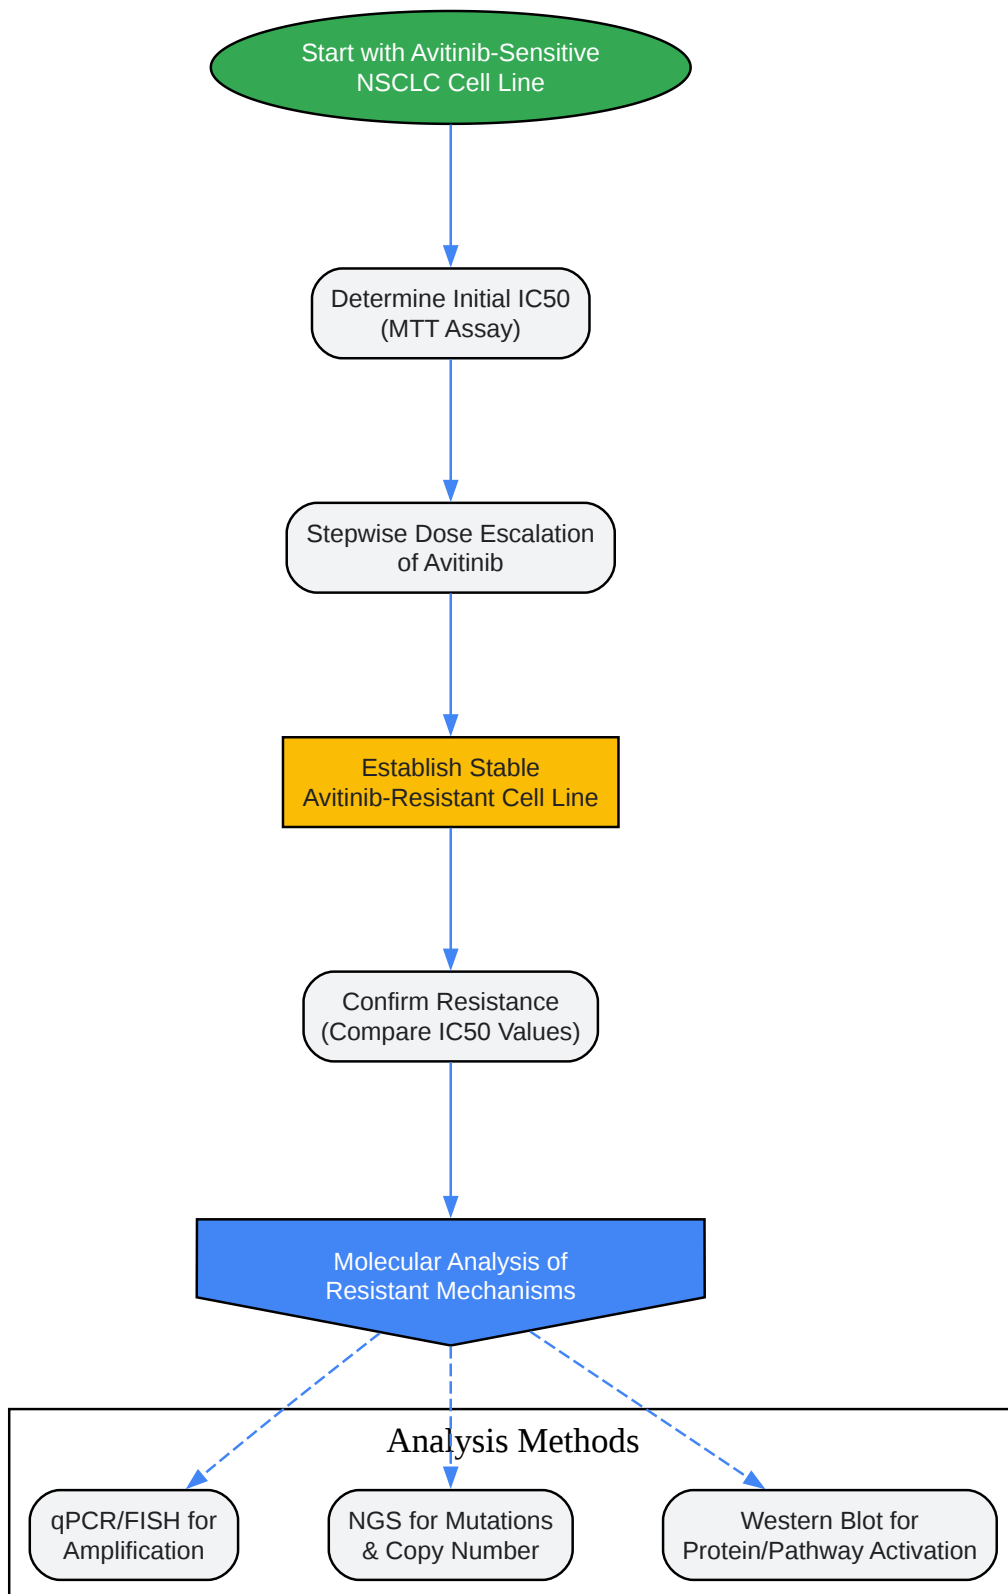 Start with Avitinib-Sensitive
NSCLC Cell Line
Determine Initial IC50
(MTT Assay)
Stepwise Dose Escalation
of Avitinib
Establish Stable
Avitinib-Resistant Cell Line
Confirm Resistance
(Compare IC50 Values)
Molecular Analysis of
Resistant Mechanisms
Analysis Methods
qPCR/FISH for
Amplification
NGS for Mutations
& Copy Number
Western Blot for
Protein/Pathway Activation